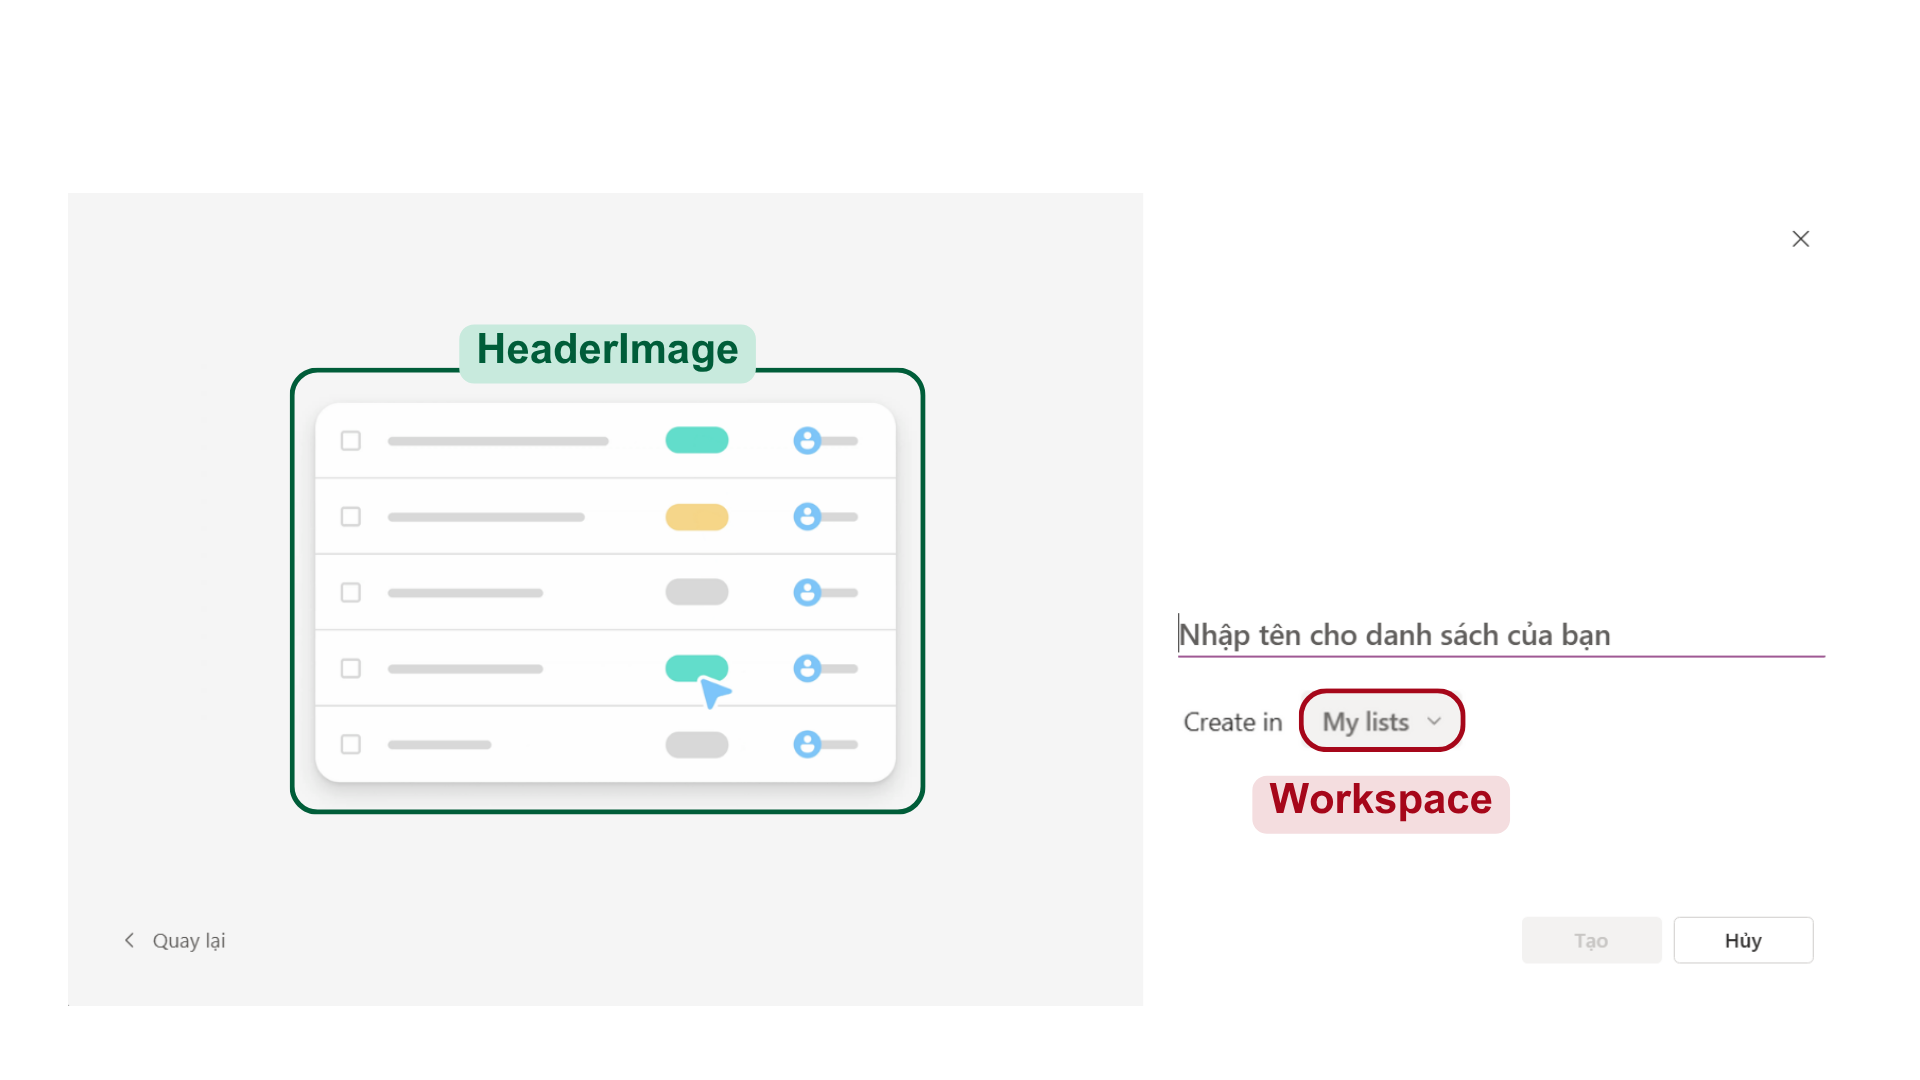 HeaderImage
Quay lại
Nhập tên cho danh sách của bạn
Create in My lists
Workspace
Tạo
Hủy